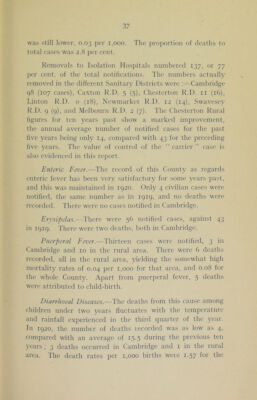 37
was still lower, 0.03 per 1,000. The proportion of deaths to
total cases was 2.8 per cent.
Removals to Isolation Hospitals numbered 137, or 77
per cent. of the total notifications. The numbers actually
removed in the different Sanitary Districts were :—Cambridge
98 (107 cases), Caxton R.D. 5 (5), Chesterton R.D. 11 (16),
Linton R.D. 0 (18), Newmarket R.D. 12 (14), Swavesey
R.D. 9 (9), and Melbourn R.D. 2 (7). The Chesterton Rural
figures for ten years past show a marked improvement,
the annual average number of notified cases for the past
five years being only 14, compared with 45 for the preceding
five years. The value of control of the “ carrier ” case is
also evidenced in this report.
Enteric Fever.—The record of this County as regards
enteric fever has been very satisfactory for some years past,
and this was maintained in 1920. Only 4 civilian cases were
notified, the same number as in 1919, and no deaths were
recorded. There were no cases notified in Cambridge.
Erysipelas.—There were 56 notified cases, against 43
in 1919. There were two deaths, both in Cambridge.
Puerperal Fever.—Thirteen cases were notified, 3 in
Cambridge and 10 in the rural area. There were 6 deaths
recorded, all in the rural area, yielding the somewhat high
mortality rates of 0.04 per 1,000 for that area, and 0.08 for
the whole County. Apart from puerperal fever, 5 deaths
were attributed to child-birth.
Diarrhoeal Diseases.—The deaths from this cause among
children under two years fluctuates with the temperature
and rainfall experienced in the third quarter of the year.
In 1920, the number of deaths recorded was as low as 4,
compared with an average of 15.5 during the previous ten
years ; 3 deaths occurred in Cambridge and 1 in the rural
area. The death rates per 1,000 births were 1.57 for the